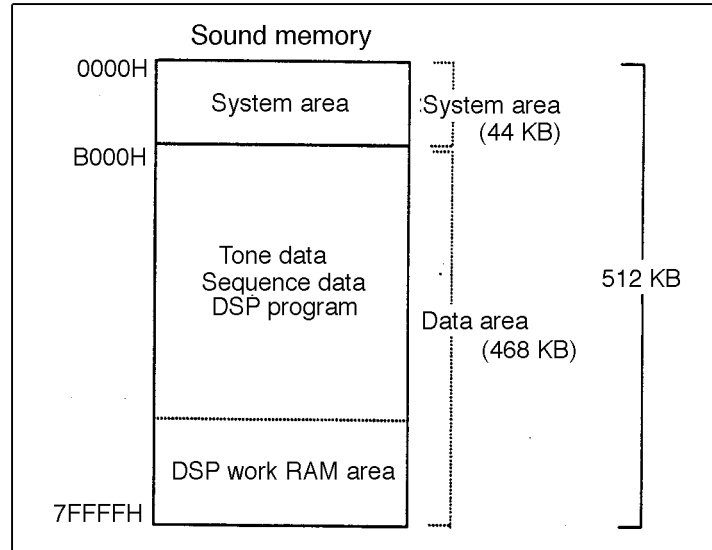 Sound memory
0000H
System area
System area
(44 KB)
B000H
Tone data
Sequence data
DSP program
512 KB
Data area
(468 KB)
DSP work RAM area
7FFFFH